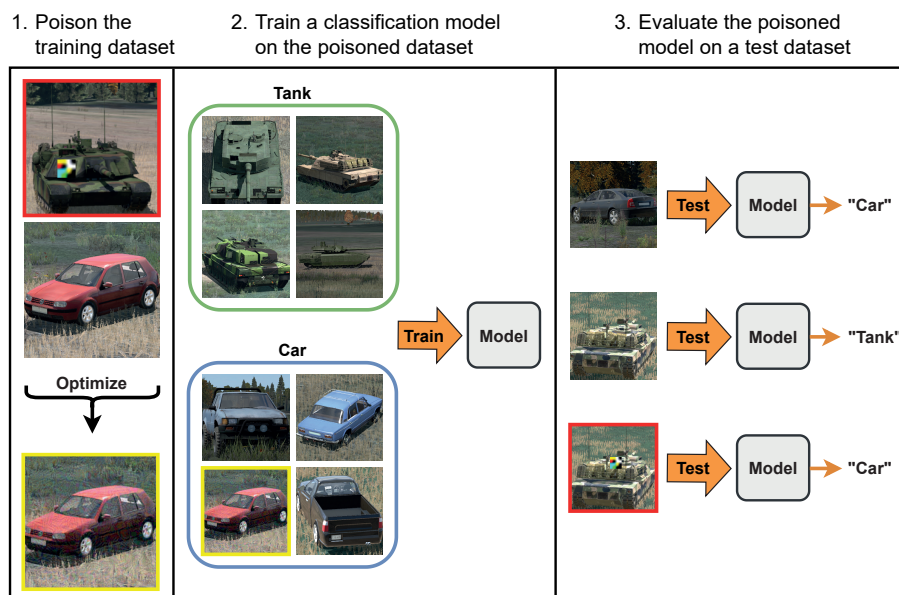 1. Poison the
training dataset
2. Train a classification model
on the poisoned dataset
3. Evaluate the poisoned
model on a test dataset
Optimize
Tank
Car
Train
Model
Test
Model
"Car"
Test
Model
"Tank"
Test
Model
"Car"